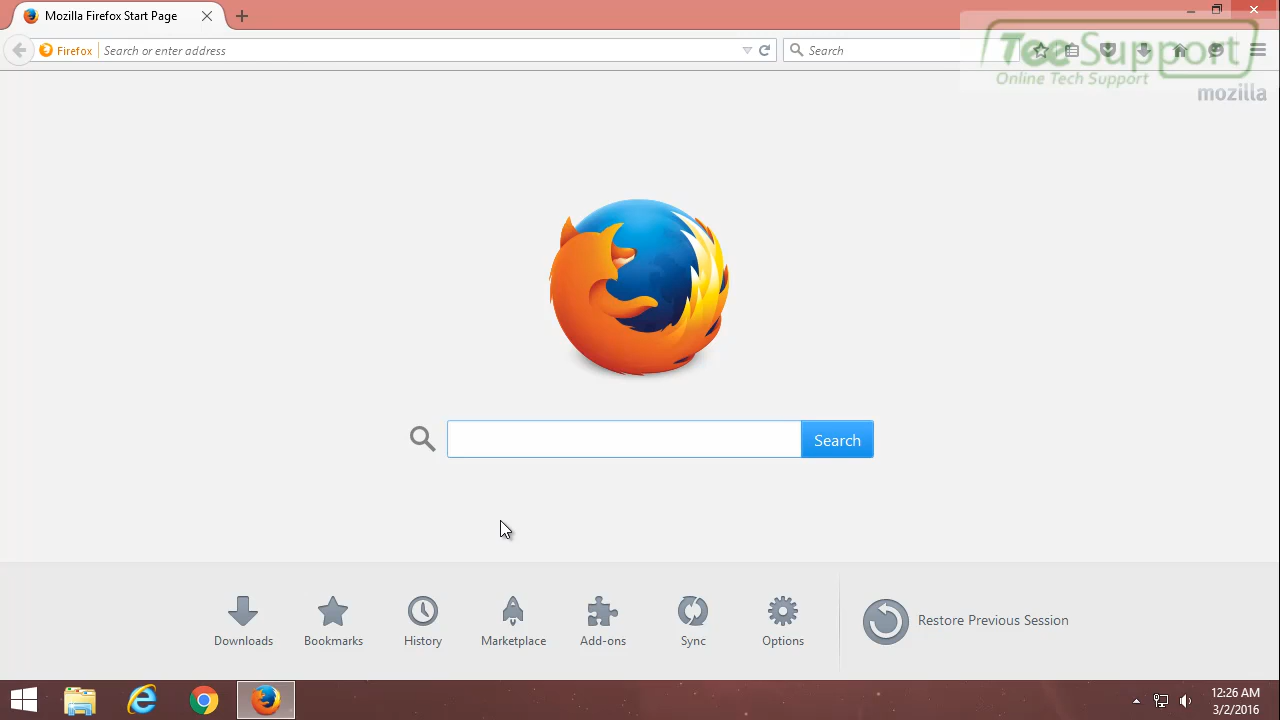 Mozilla Firefox Start Page
Firefox Search or enter address
Search
TeeSupport
Online Tech Support
mozilla
Search
Downloads
Bookmarks
History
Marketplace
Add-ons
Sync
Options
Restore Previous Session
12:26 AM
3/2/2016